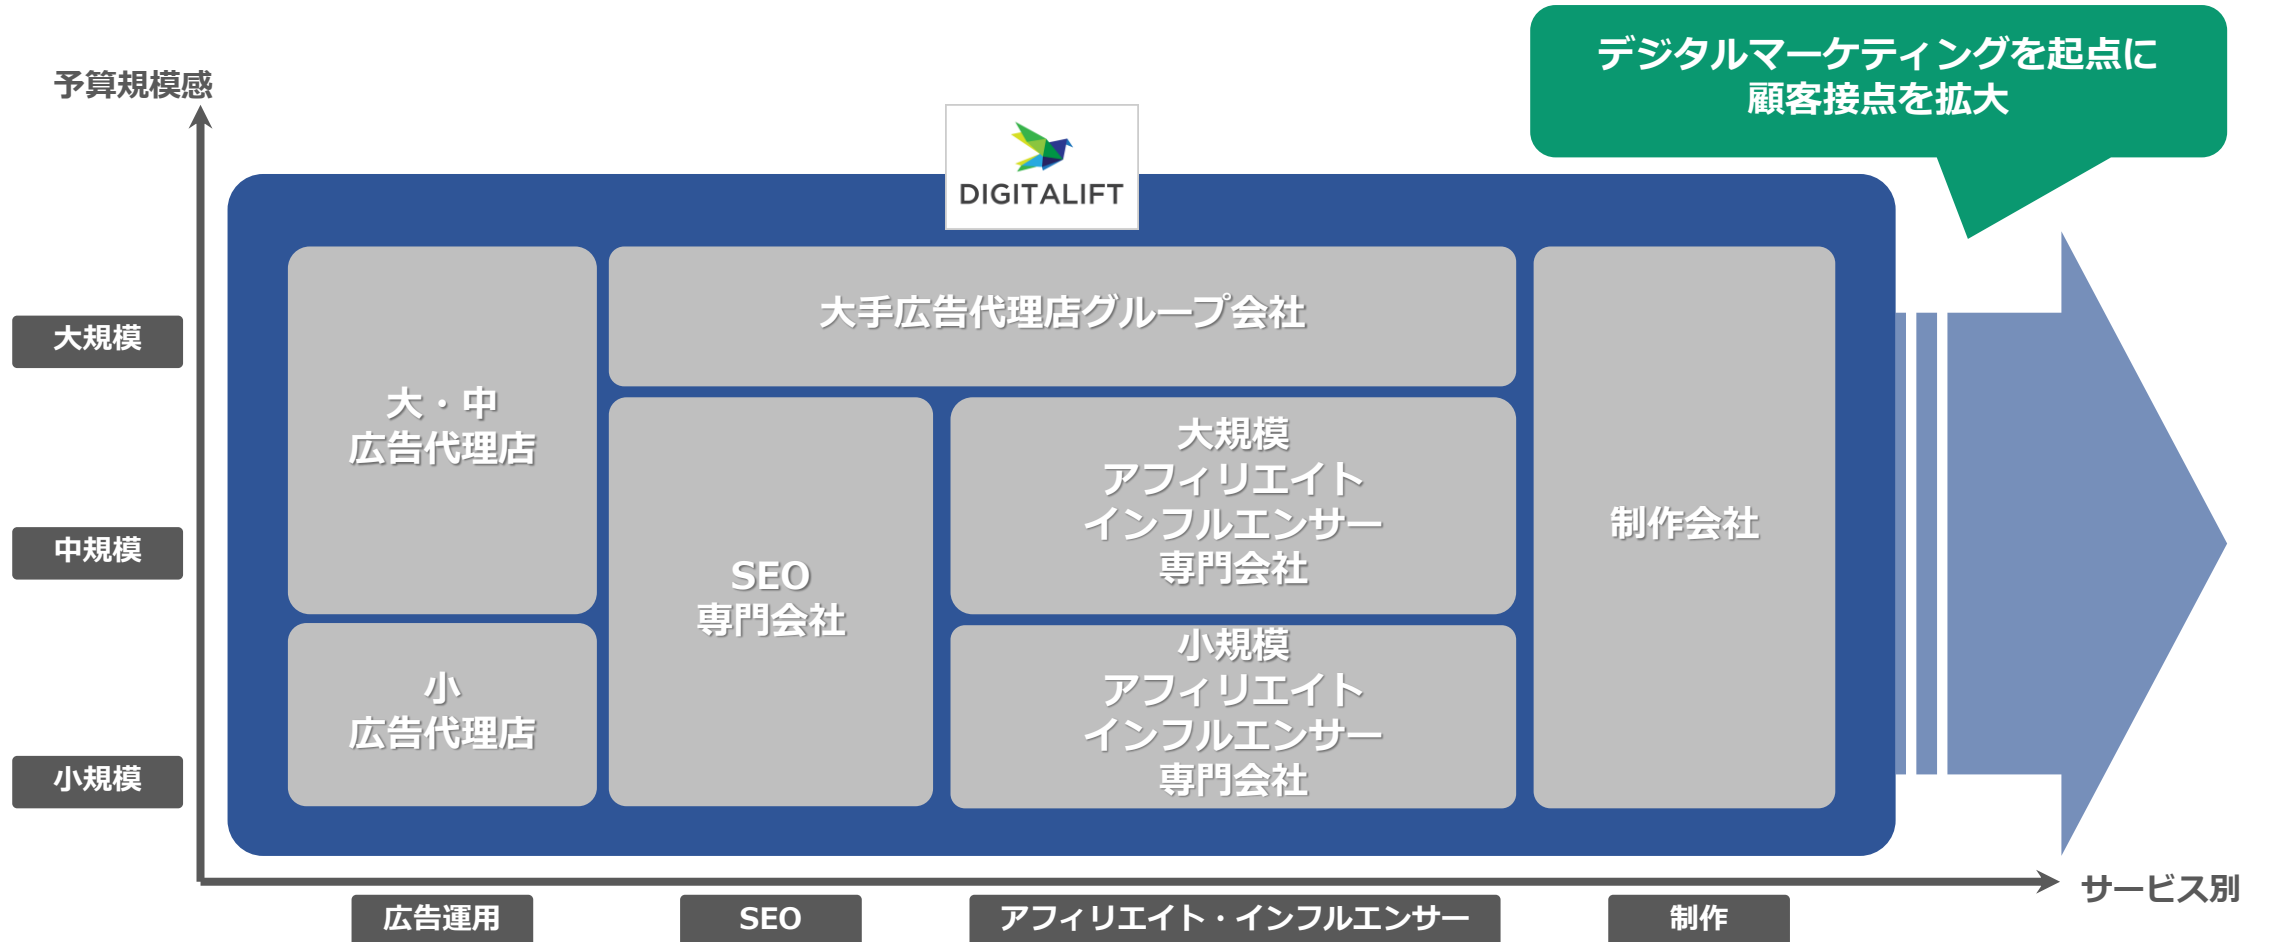 デジタルマーケティングを起点に
顧客接点を拡大
予算規模感
DIGITALIFT
大規模
中規模
小規模
大・中
広告代理店
小
広告代理店
大手広告代理店グループ会社
SEO
専門会社
大規模
アフィリエイト
インフルエンサー
専門会社
小規模
アフィリエイト
インフルエンサー
専門会社
制作会社
サービス別
広告運用
SEO
アフィリエイト・インフルエンサー
制作